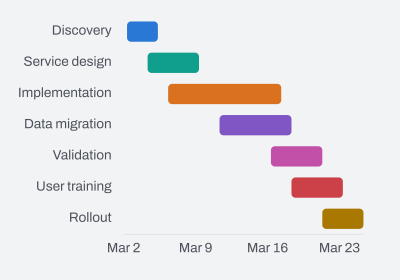 Discovery
Service design
Implementation
Data migration
Validation
User training
Rollout
Mar 2 Mar 9 Mar 16 Mar 23